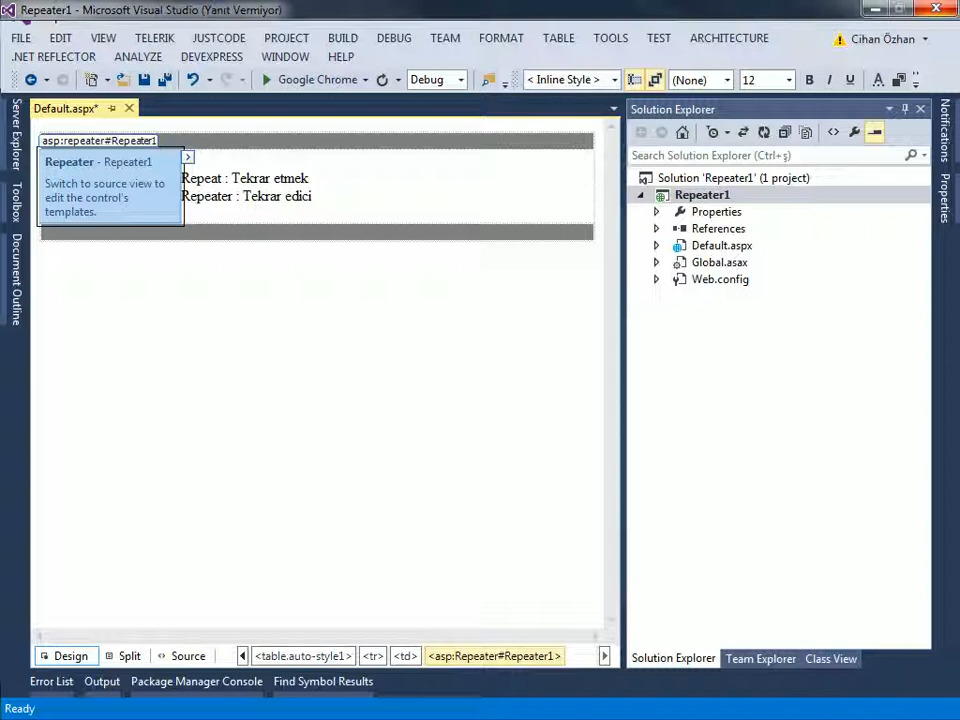 Repeater1 - Microsoft Visual Studio (Yanıt Vermiyor)
FILE EDIT VIEW TELERIK JUSTCODE PROJECT BUILD DEBUG TEAM FORMAT TABLE TOOLS TEST ARCHITECTURE Cihan Özhan
.NET REFLECTOR ANALYZE DEVEXPRESS WINDOW HELP
Google Chrome Debug < Inline Style > (None) 12 B I U A
Default.aspx*
Solution Explorer
Search Solution Explorer (Ctrl+ş)
Solution 'Repeater1' (1 project)
Repeater1
Properties
References
Default.aspx
Global.asax
Web.config
Server Explorer
Toolbox
Document Outline
asp:repeater#Repeater1
Repeater - Repeater1
Switch to source view to
edit the control's
templates.
Repeat : Tekrar etmek
Repeater : Tekrar edici
Notifications
Properties
Design Split Source <table.auto-style1> <tr> <td> <asp:Repeater#Repeater1>
Solution Explorer Team Explorer Class View
Error List Output Package Manager Console Find Symbol Results
Ready